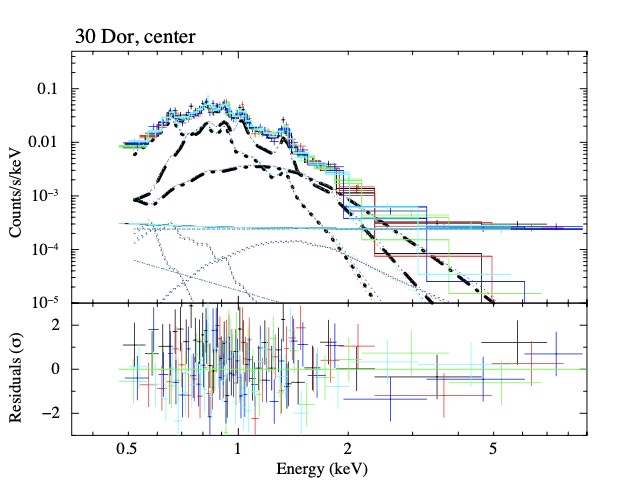 30 Dor, center
Counts/s/keV
0.1
0.01
10⁻³
10⁻⁴
10⁻⁵
Residuals (σ)
2
0
−2
0.5 1 2 5
Energy (keV)